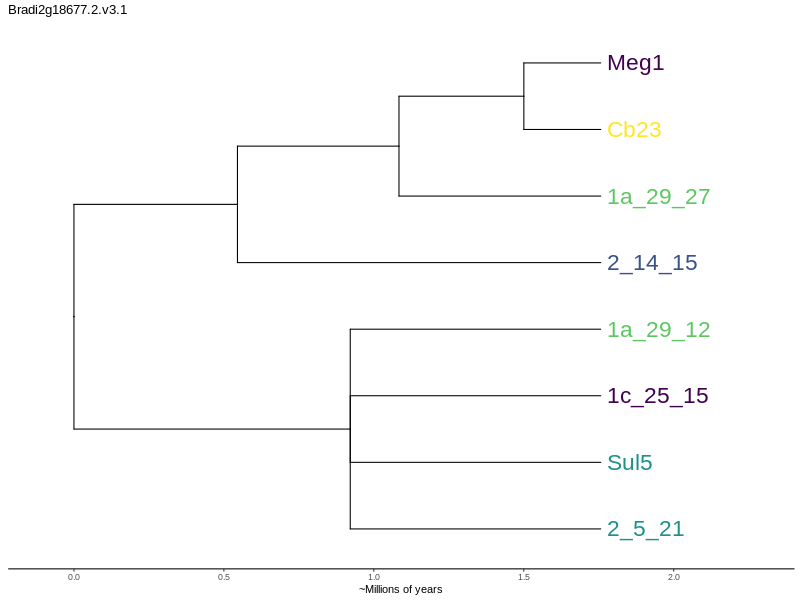 Bradi2g18677.2.v3.1
Meg1
Cb23
1a_29_27
2_14_15
1a_29_12
1c_25_15
Sul5
2_5_21
0.0 0.5 1.0 1.5 2.0
~Millions of years